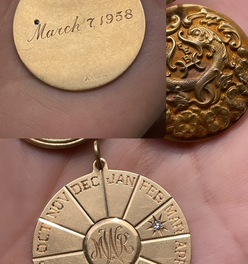 March 7, 1938
OCT NOV DEC JAN FEB MAR APR